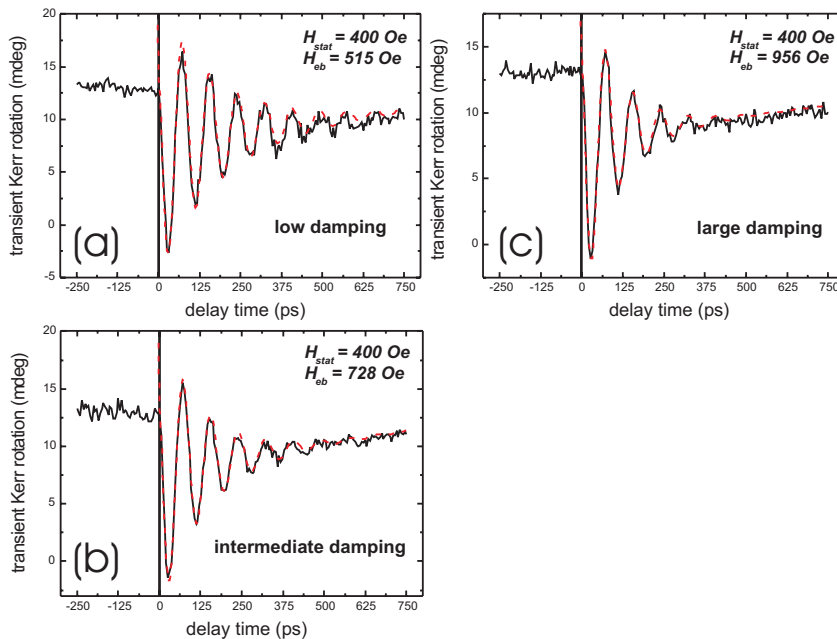 20
15
10
5
0
-5
transient Kerr rotation (mdeg)
H_stat = 400 Oe
H_eb = 515 Oe
(a)
low damping
-250 -125 0 125 250 375 500 625 750
delay time (ps)
15
10
5
0
transient Kerr rotation (mdeg)
H_stat = 400 Oe
H_eb = 956 Oe
(c)
large damping
-250 -125 0 125 250 375 500 625 750
delay time (ps)
20
15
10
5
0
transient Kerr rotation (mdeg)
H_stat = 400 Oe
H_eb = 728 Oe
(b)
intermediate damping
-250 -125 0 125 250 375 500 625 750
delay time (ps)